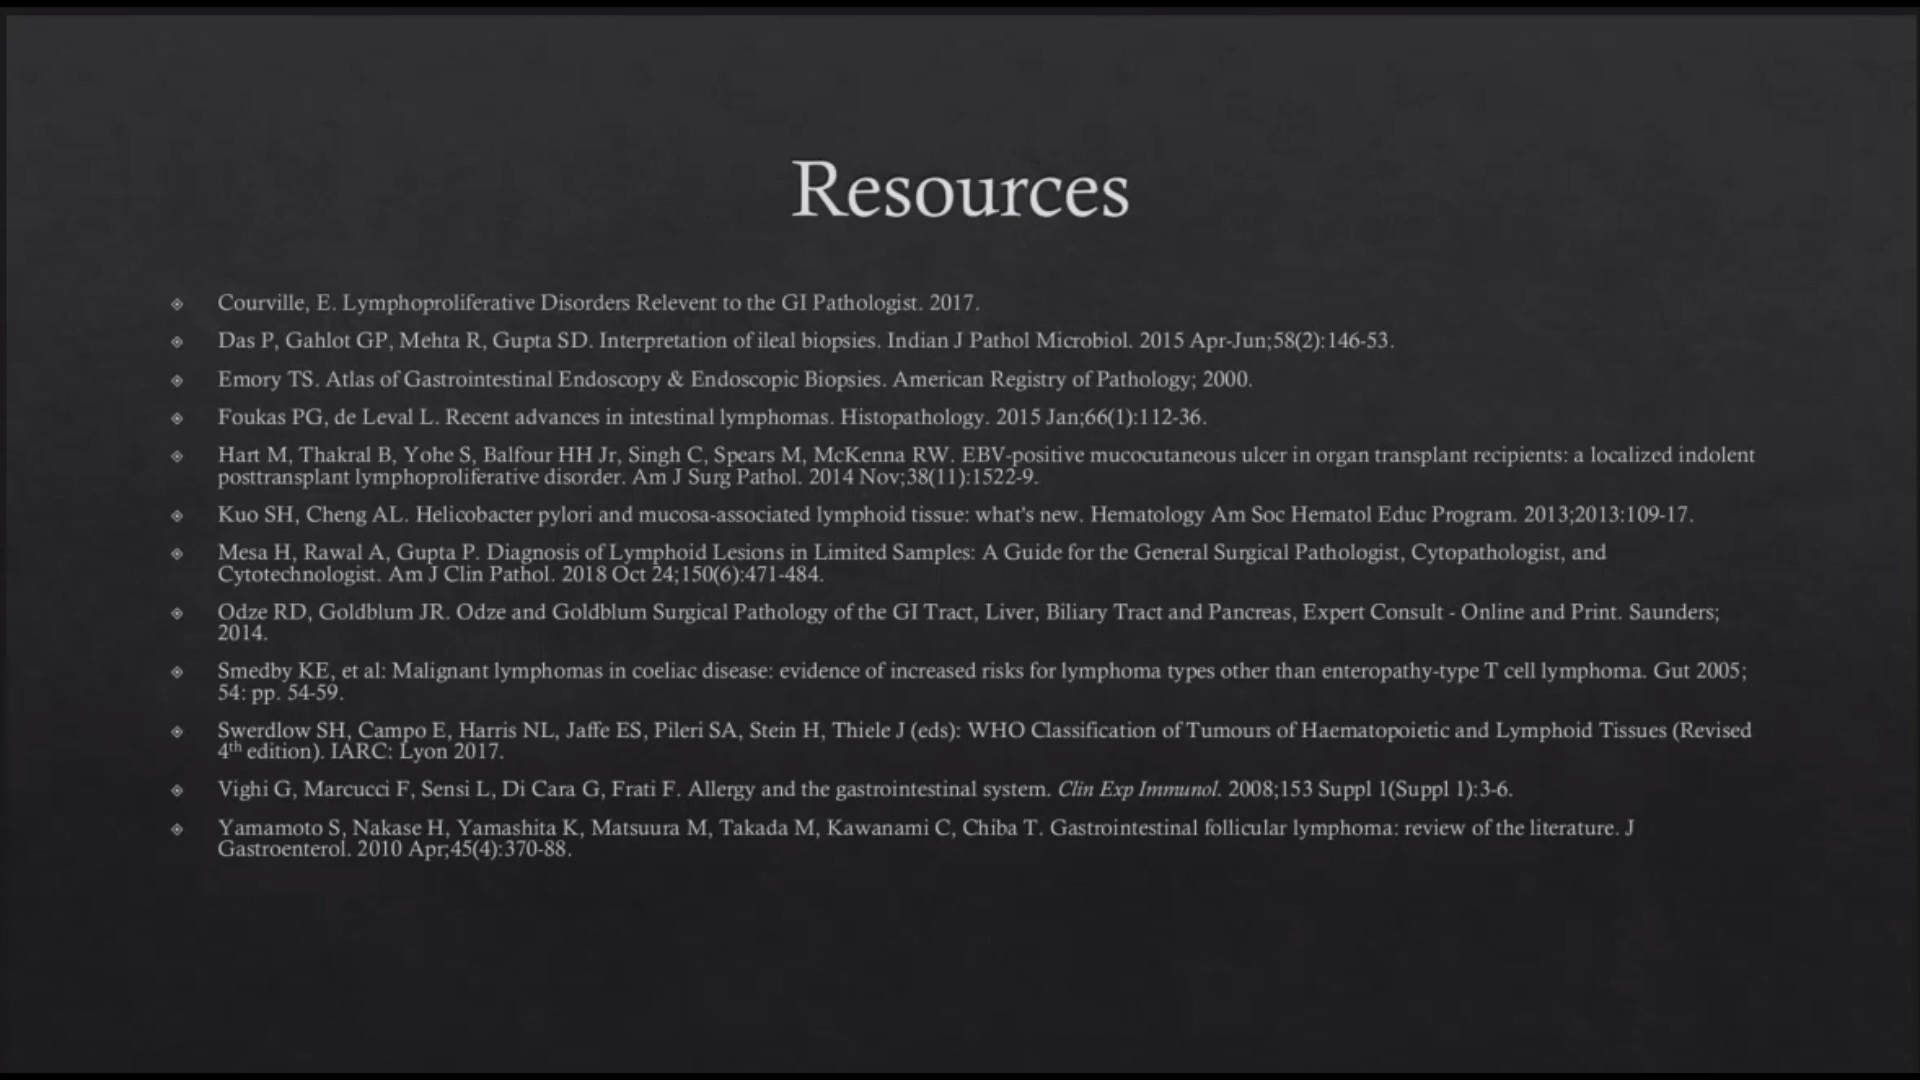 Resources
Courville, E. Lymphoproliferative Disorders Relevent to the GI Pathologist. 2017.
Das P, Gahlot GP, Mehta R, Gupta SD. Interpretation of ileal biopsies. Indian J Pathol Microbiol. 2015 Apr-Jun;58(2):146-53.
Emory TS. Atlas of Gastrointestinal Endoscopy & Endoscopic Biopsies. American Registry of Pathology; 2000.
Foukas PG, de Leval L. Recent advances in intestinal lymphomas. Histopathology. 2015 Jan;66(1):112-36.
Hart M, Thakral B, Yohe S, Balfour HH Jr, Singh C, Spears M, McKenna RW. EBV-positive mucocutaneous ulcer in organ transplant recipients: a localized indolent
posttransplant lymphoproliferative disorder. Am J Surg Pathol. 2014 Nov;38(11):1522-9.
Kuo SH, Cheng AL. Helicobacter pylori and mucosa-associated lymphoid tissue: what's new. Hematology Am Soc Hematol Educ Program. 2013;2013:109-17.
Mesa H, Rawal A, Gupta P. Diagnosis of Lymphoid Lesions in Limited Samples: A Guide for the General Surgical Pathologist, Cytopathologist, and
Cytotechnologist. Am J Clin Pathol. 2018 Oct 24;150(6):471-484.
Odze RD, Goldblum JR. Odze and Goldblum Surgical Pathology of the GI Tract, Liver, Biliary Tract and Pancreas, Expert Consult - Online and Print. Saunders;
2014.
Smedby KE, et al: Malignant lymphomas in coeliac disease: evidence of increased risks for lymphoma types other than enteropathy-type T cell lymphoma. Gut 2005;
54: pp. 54-59.
Swerdlow SH, Campo E, Harris NL, Jaffe ES, Pileri SA, Stein H, Thiele J (eds): WHO Classification of Tumours of Haematopoietic and Lymphoid Tissues (Revised
4th edition). IARC: Lyon 2017.
Vighi G, Marcucci F, Sensi L, Di Cara G, Frati F. Allergy and the gastrointestinal system. Clin Exp Immunol. 2008;153 Suppl 1(Suppl 1):3-6.
Yamamoto S, Nakase H, Yamashita K, Matsuura M, Takada M, Kawanami C, Chiba T. Gastrointestinal follicular lymphoma: review of the literature. J
Gastroenterol. 2010 Apr;45(4):370-88.